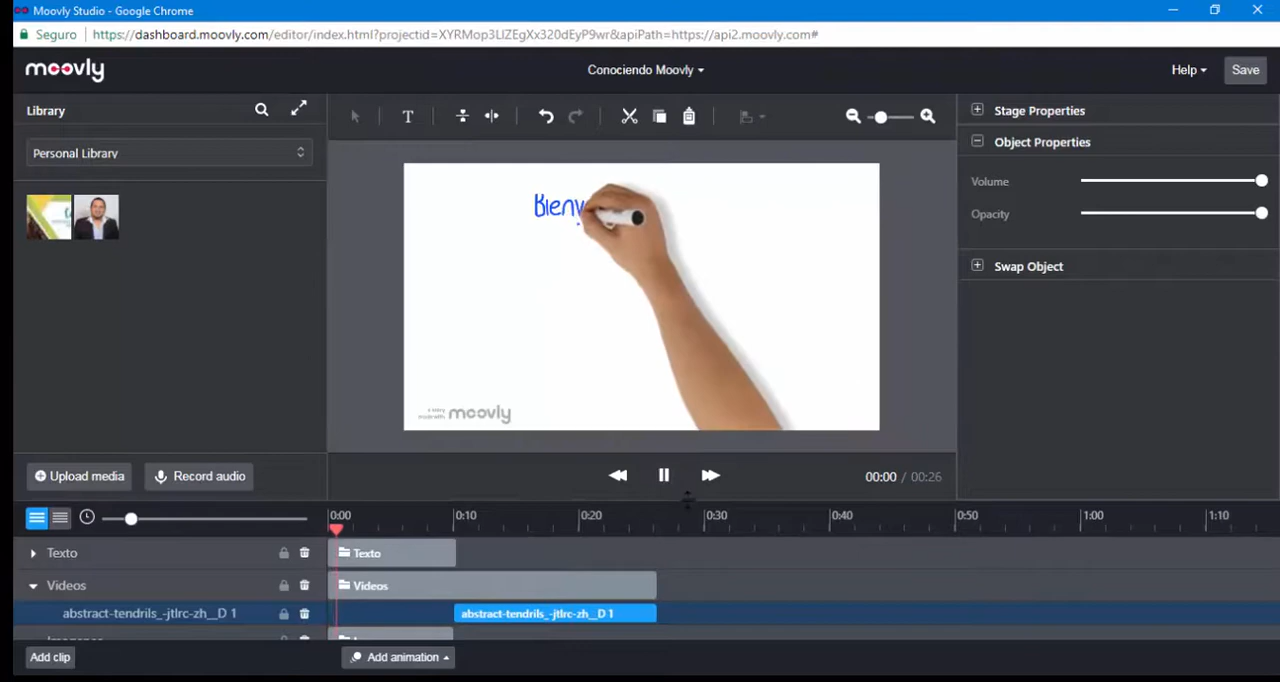 Moovly Studio - Google Chrome
Seguro
https://dashboard.moovly.com/editor/index.html?projectid=XYRMop3LlZEgXx320dEyP9wr&apiPath=https://api2.moovly.com#
moovly
Conociendo Moovly
Help
Save
Library
T
Stage Properties
Personal Library
Object Properties
Volume
Opacity
Bienv
Swap Object
moovly
Upload media
Record audio
00:00 / 00:26
0:00 0:10 0:20 0:30 0:40 0:50 1:00 1:10
Texto
Texto
Videos
Videos
abstract-tendrils_-jtlrc-zh__D 1
abstract-tendrils_-jtlrc-zh__D 1
Add clip
Add animation